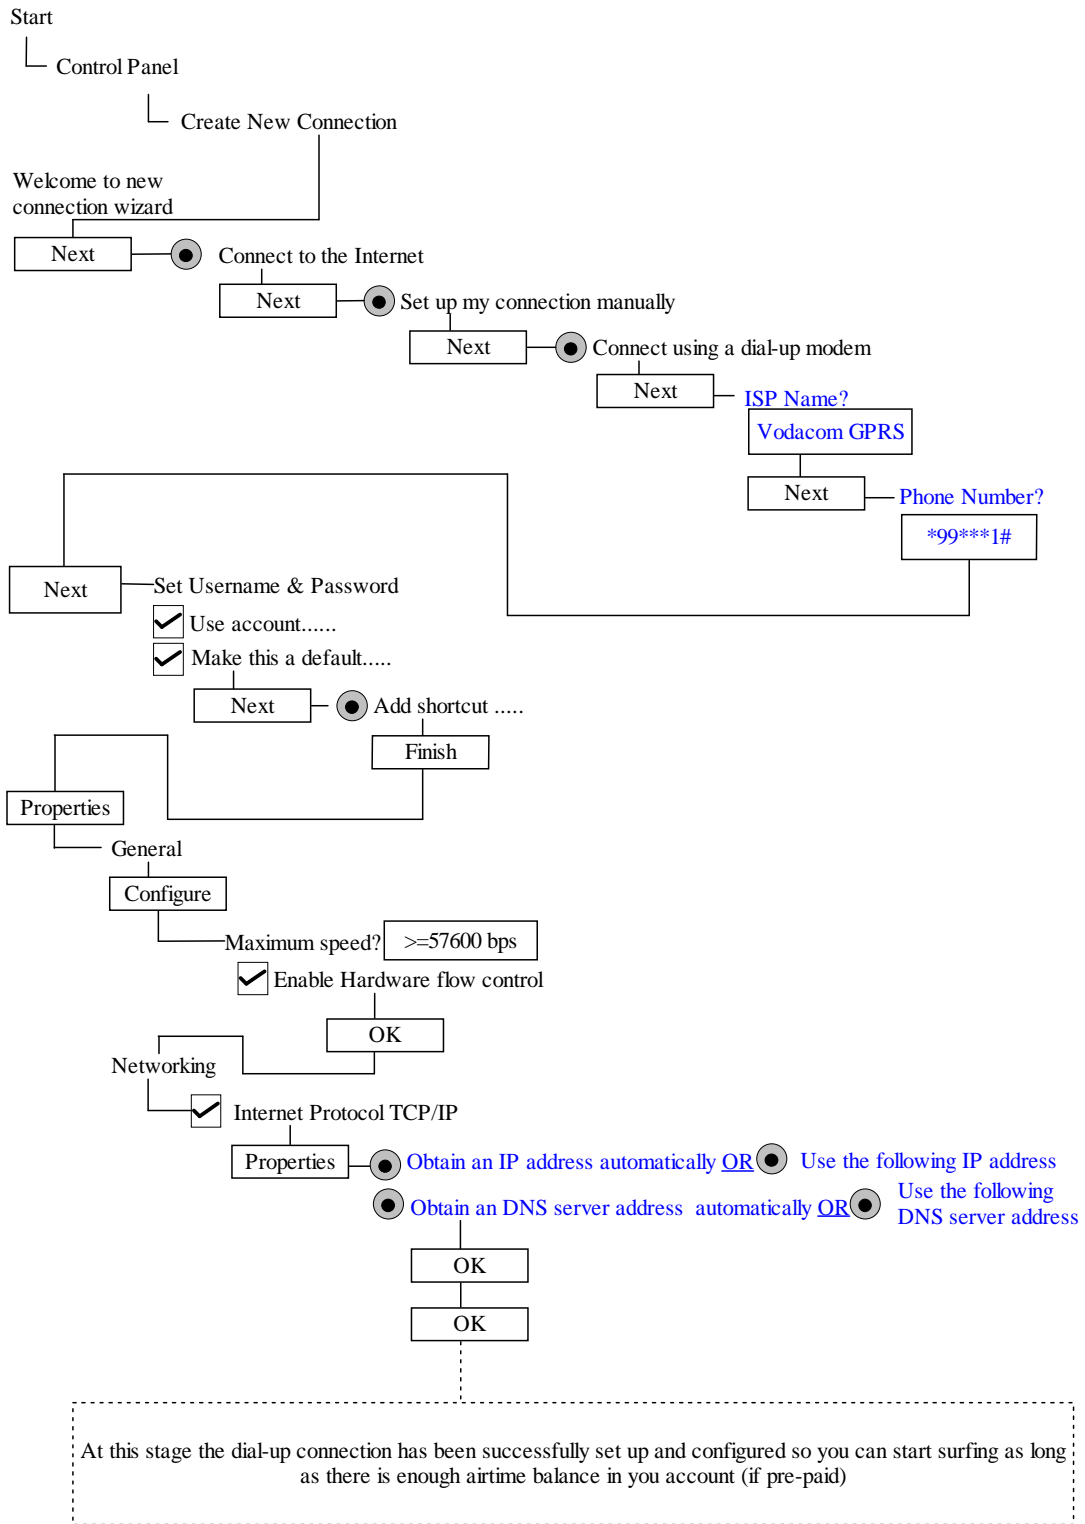 Start
Control Panel
Create New Connection
Welcome to new
connection wizard
Next
Connect to the Internet
Next
Set up my connection manually
Next
Connect using a dial-up modem
Next
ISP Name?
Vodacom GPRS
Next
Phone Number?
*99***1#
Next
Set Username & Password
Use account......
Make this a default.....
Next
Add shortcut .....
Finish
Properties
General
Configure
Maximum speed?
>=57600 bps
Enable Hardware flow control
OK
Networking
Internet Protocol TCP/IP
Properties
Obtain an IP address automatically OR
Use the following IP address
Obtain an DNS server address automatically OR
Use the following
DNS server address
OK
OK
At this stage the dial-up connection has been successfully set up and configured so you can start surfing as long
as there is enough airtime balance in you account (if pre-paid)